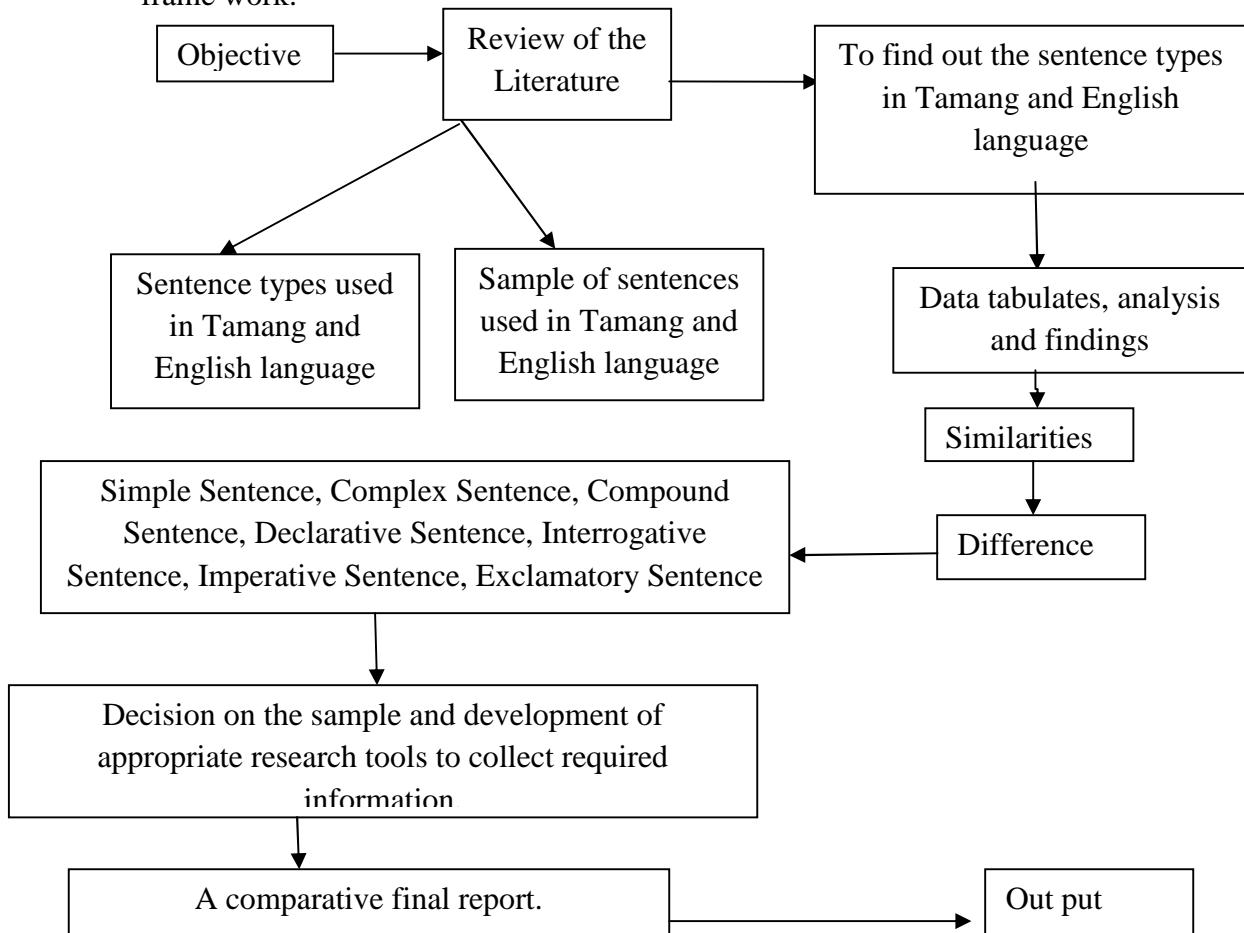 frame work.
Objective
Review of the
Literature
To find out the sentence types
in Tamang and English
language
Sentence types used
in Tamang and
English language
Sample of sentences
used in Tamang and
English language
Data tabulates, analysis
and findings
Similarities
Difference
Simple Sentence, Complex Sentence, Compound
Sentence, Declarative Sentence, Interrogative
Sentence, Imperative Sentence, Exclamatory Sentence
Decision on the sample and development of
appropriate research tools to collect required
information
A comparative final report.
Out put